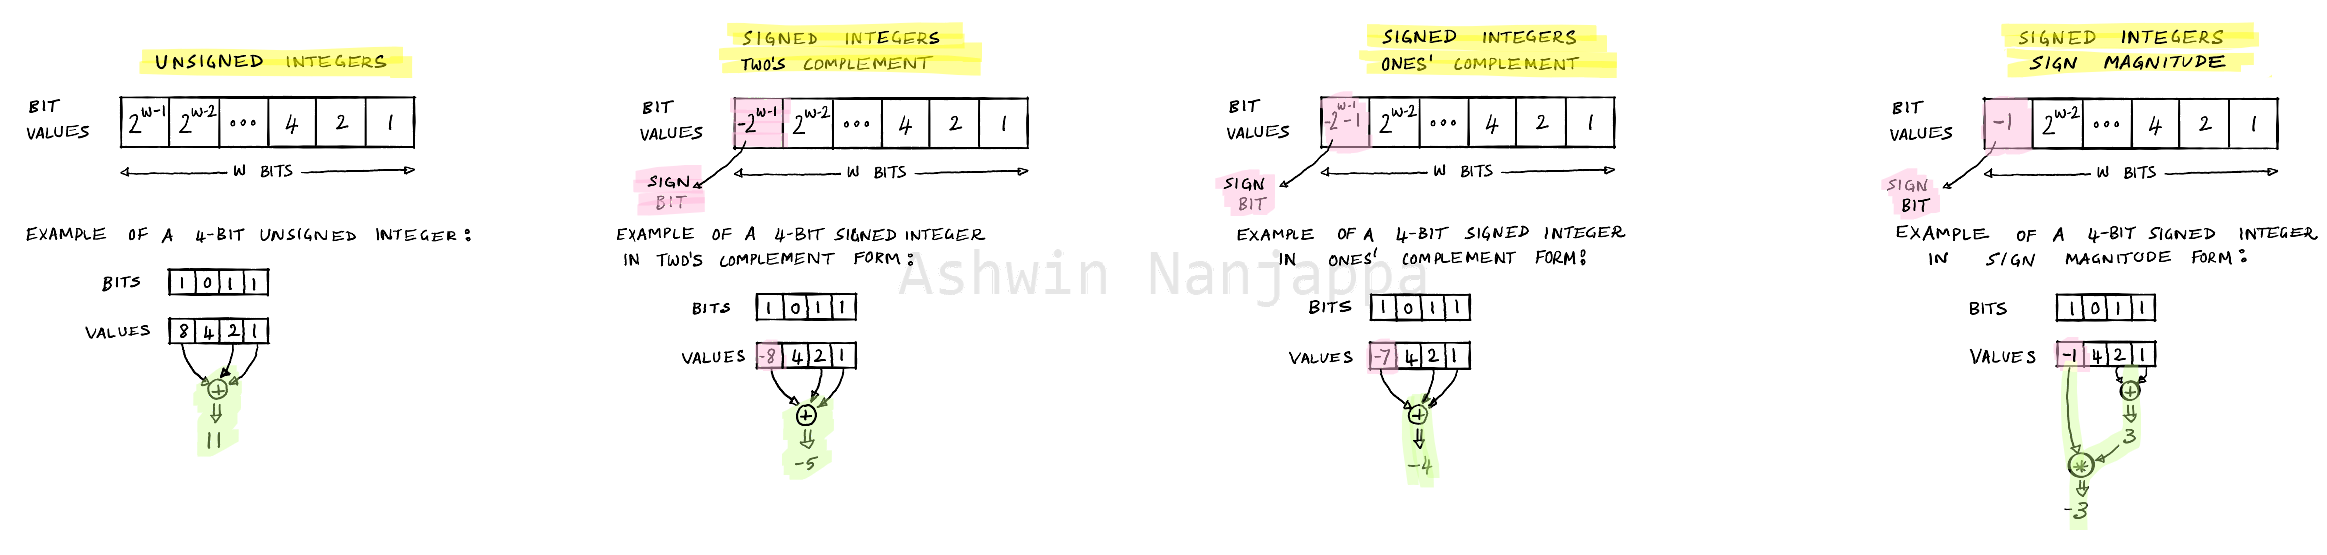 UNSIGNED INTEGERS
BIT
VALUES
2^(W-1) 2^(W-2) ... 4 2 1
W BITS
EXAMPLE OF A 4-BIT UNSIGNED INTEGER:
BITS 1 0 1 1
VALUES 8 4 2 1
+
11
SIGNED INTEGERS
TWO'S COMPLEMENT
BIT
VALUES
-2^(W-1) 2^(W-2) ... 4 2 1
W BITS
SIGN
BIT
EXAMPLE OF A 4-BIT SIGNED INTEGER
IN TWO'S COMPLEMENT FORM:
BITS 1 0 1 1
VALUES -8 4 2 1
+
-5
SIGNED INTEGERS
ONES' COMPLEMENT
BIT
VALUES
-2^(W-1)-1 2^(W-2) ... 4 2 1
W BITS
SIGN
BIT
EXAMPLE OF A 4-BIT SIGNED INTEGER
IN ONES' COMPLEMENT FORM:
BITS 1 0 1 1
VALUES -7 4 2 1
+
-4
SIGNED INTEGERS
SIGN MAGNITUDE
BIT
VALUES
-1 2^(W-2) ... 4 2 1
W BITS
SIGN
BIT
EXAMPLE OF A 4-BIT SIGNED INTEGER
IN SIGN MAGNITUDE FORM:
BITS 1 0 1 1
VALUES -1 4 2 1
+
3
*
-3
Ashwin Nanjappa